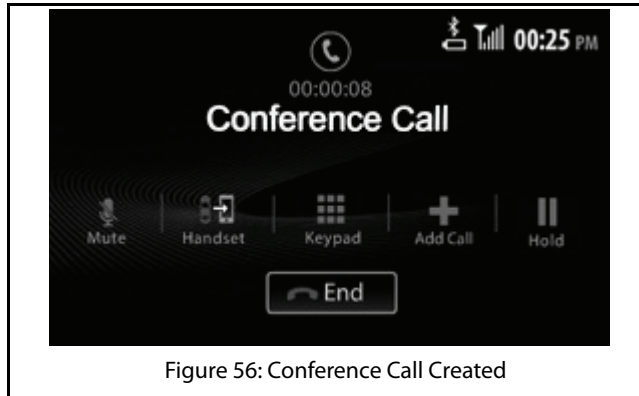 00:25 PM
00:00:08
Conference Call
Mute
Handset
Keypad
Add Call
Hold
End
Figure 56: Conference Call Created